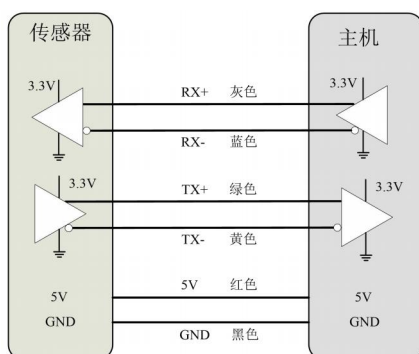 传感器
主机
3.3V
3.3V
RX+ 灰色
RX- 蓝色
3.3V
3.3V
TX+ 绿色
TX- 黄色
5V
5V 红色
5V
GND
GND
GND 黑色